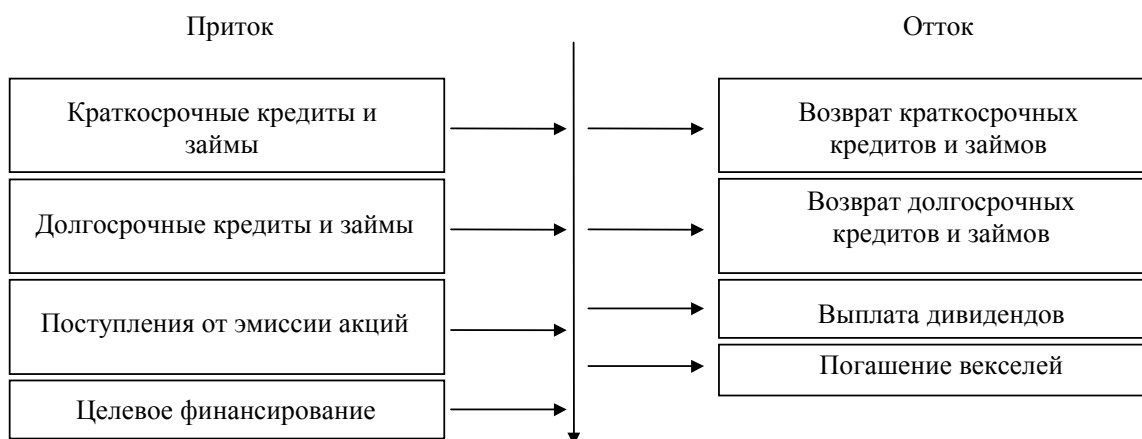 Приток
Отток
Краткосрочные кредиты и
займы
Возврат краткосрочных
кредитов и займов
Долгосрочные кредиты и займы
Возврат долгосрочных
кредитов и займов
Поступления от эмиссии акций
Выплата дивидендов
Погашение векселей
Целевое финансирование